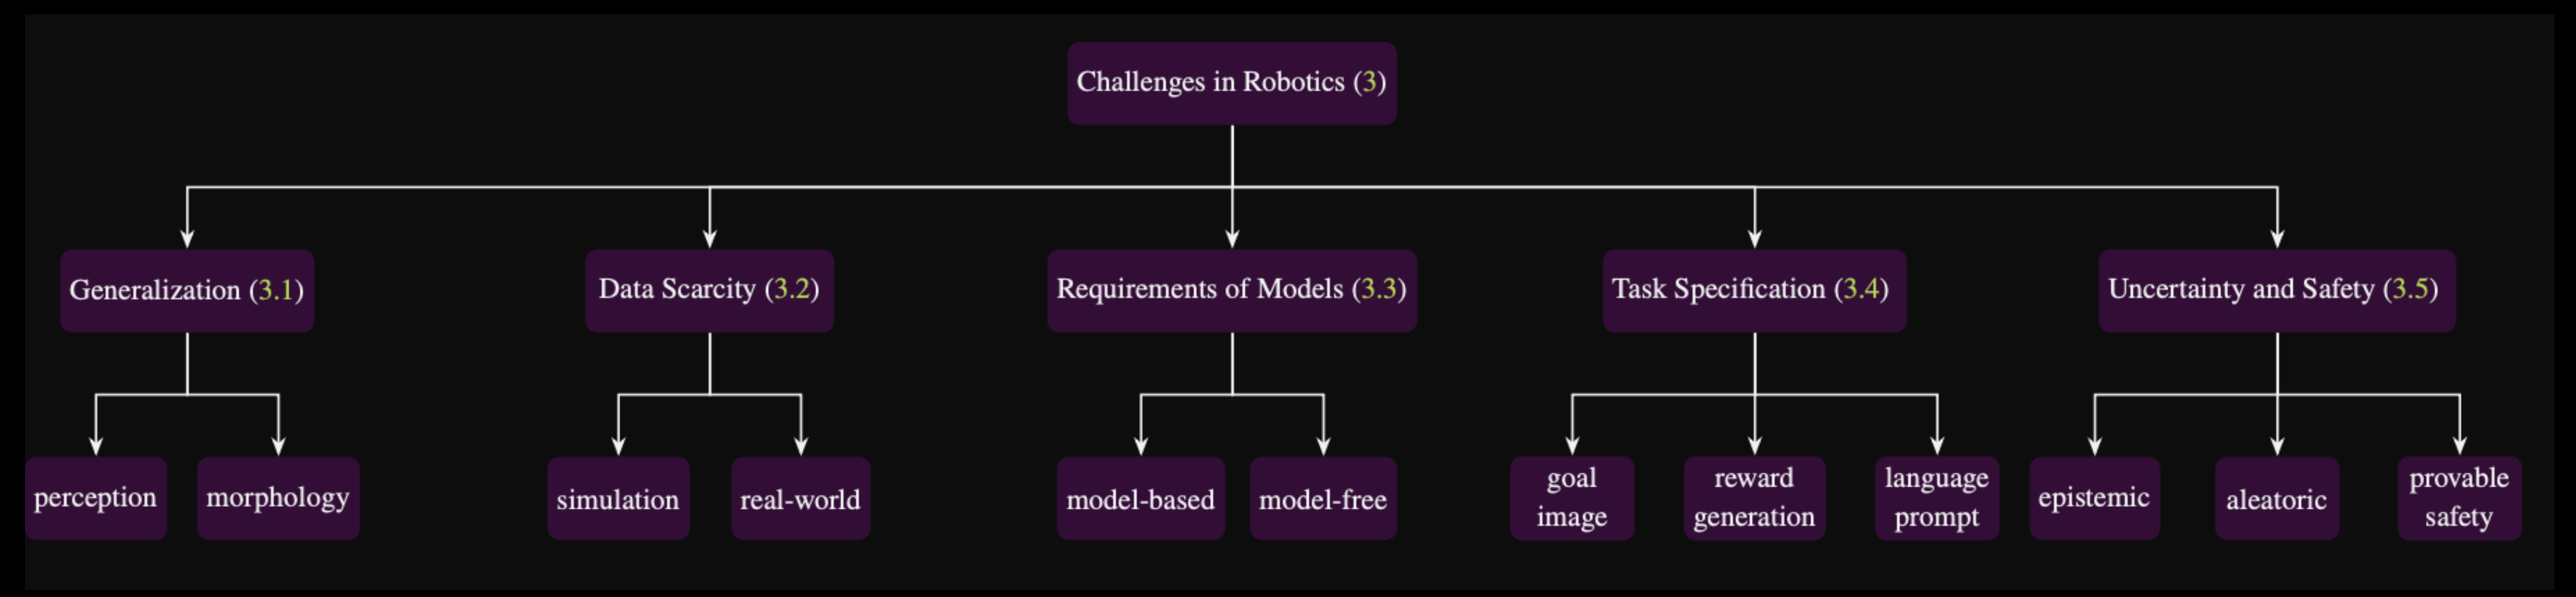 Challenges in Robotics (3)
Generalization (3.1)
Data Scarcity (3.2)
Requirements of Models (3.3)
Task Specification (3.4)
Uncertainty and Safety (3.5)
perception
morphology
simulation
real-world
model-based
model-free
goal
image
reward
generation
language
prompt
epistemic
aleatoric
provable
safety